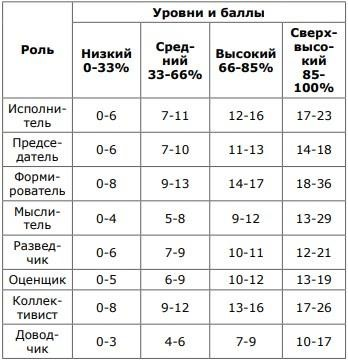 Роль
Уровни и баллы
Низкий
0-33%
Сред-
ний
33-66%
Высокий
66-85%
Сверх-
высо-
кий
85-
100%
Исполни-
тель
0-6
7-11
12-16
17-23
Предсе-
датель
0-6
7-10
11-13
14-18
Форми-
рователь
0-8
9-13
14-17
18-36
Мысли-
тель
0-4
5-8
9-12
13-29
Развед-
чик
0-6
7-9
10-11
12-21
Оценщик
0-5
6-9
10-12
13-19
Коллек-
тивист
0-8
9-12
13-16
17-26
Довод-
чик
0-3
4-6
7-9
10-17